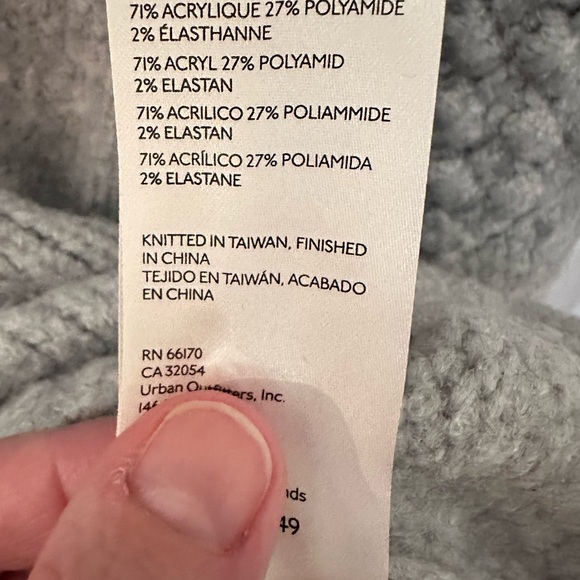 71% ACRYLIQUE 27% POLYAMIDE
2% ÉLASTHANNE
71% ACRYL 27% POLYAMID
2% ELASTAN
71% ACRILICO 27% POLIAMMIDE
2% ELASTAN
71% ACRÍLICO 27% POLIAMIDA
2% ELASTANE
KNITTED IN TAIWAN, FINISHED
IN CHINA
TEJIDO EN TAIWÁN, ACABADO
EN CHINA
RN 66170
CA 32054
Urban Outfitters, Inc.